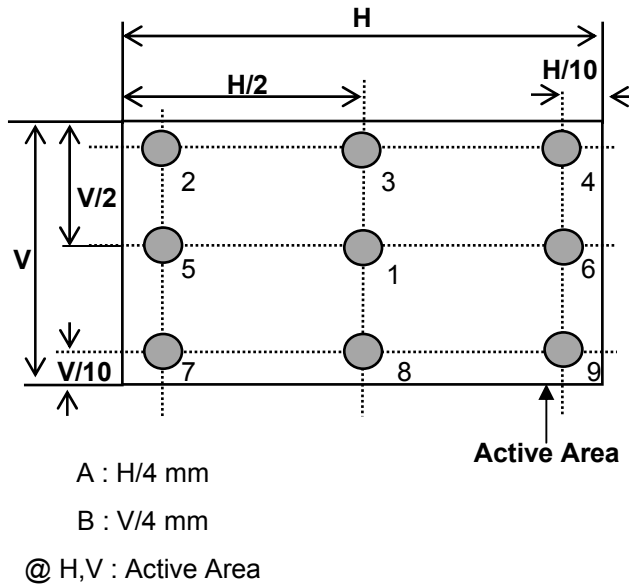 H
H/2
H/10
2
3
4
V/2
V
5
1
6
V/10
7
8
9
Active Area
A : H/4 mm
B : V/4 mm
@ H,V : Active Area